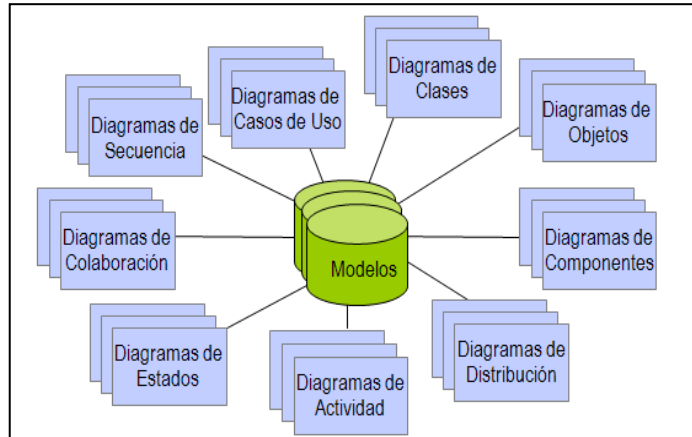 Diagramas de
Clases
Diagramas de
Casos de Uso
Diagramas de
Objetos
Diagramas de
Secuencia
Diagramas de
Colaboración
Modelos
Diagramas de
Componentes
Diagramas de
Estados
Diagramas de
Actividad
Diagramas de
Distribución